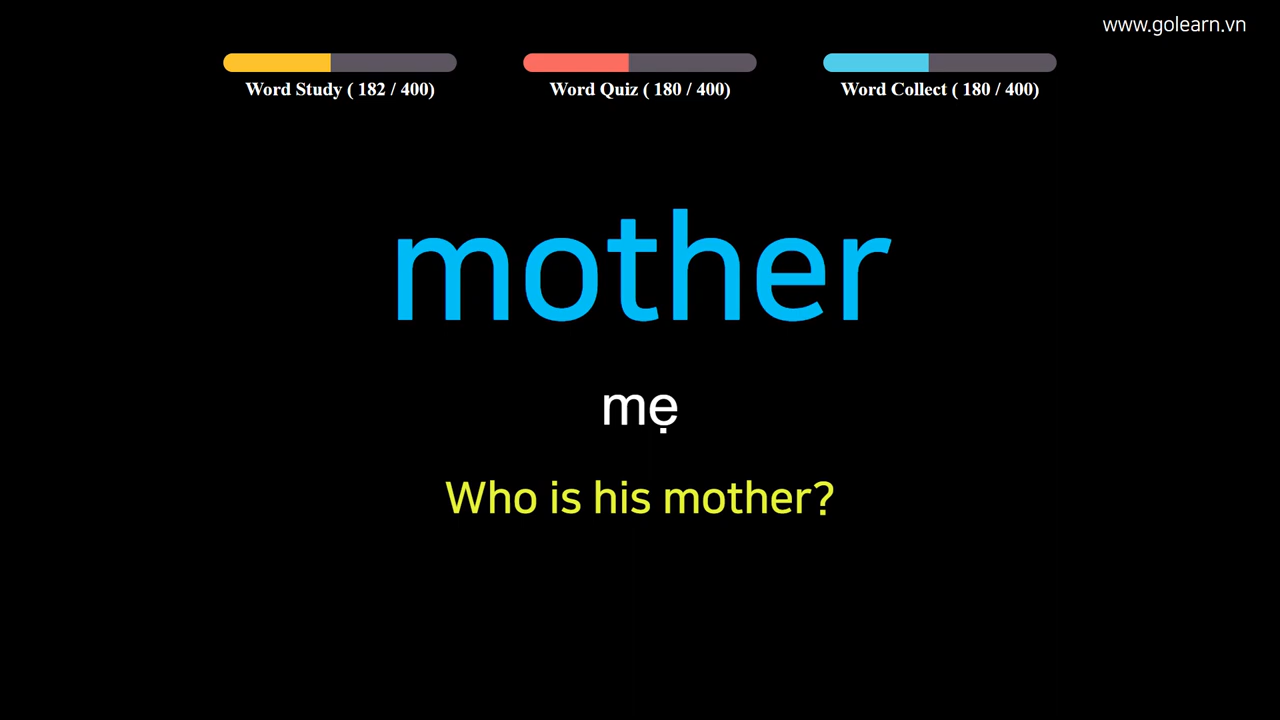 www.golearn.vn
Word Study ( 182 / 400)
Word Quiz ( 180 / 400)
Word Collect ( 180 / 400)
mother
mẹ
Who is his mother?